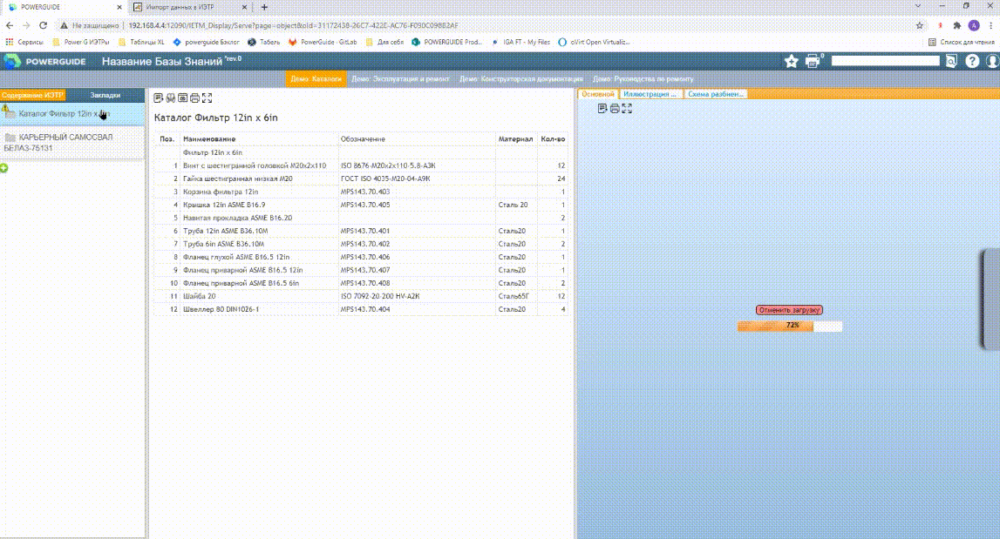 POWERGUIDE
Импорт данных в ИЭТР
Не защищено | 192.168.4.4:12090/IETM_Display/Serve?page=object&oId=31172438-26C7-422E-AC76-F090C09BB2AF
Сервисы
Power G ИЭТРы
Таблицы XL
powerguide Бэклог
Табель
PowerGuide · GitLab
Для себя
POWERGUIDE Prod...
IGA FT - My Files
oVirt Open Virtualiz...
Список для чтения
POWERGUIDE Название Базы Знаний *rev.0
0
Демо: Каталоги Демо: Эксплуатация и ремонт Демо: Конструкторская документация Демо: Руководства по ремонту
Содержание ИЭТР Закладки
Каталог Фильтр 12in x 6in
КАРЬЕРНЫЙ САМОСВАЛ
БЕЛАЗ-75131
Каталог Фильтр 12in x 6in
Поз. Наименование Обозначение Материал Кол-во
Фильтр 12in x 6in
1 Винт с шестигранной головкой М20x2x110 ISO 8676-M20x2x110-5.8-A3K 12
2 Гайка шестигранная низкая М20 ГОСТ ISO 4035-M20-04-A9K 24
3 Корзина фильтра 12in MPS143.70.403 1
4 Крышка 12in ASME B16.9 MPS143.70.405 Сталь 20 1
5 Навитая прокладка ASME B16.20 2
6 Труба 12in ASME B36.10M MPS143.70.401 Сталь20 1
7 Труба 6in ASME B36.10M MPS143.70.402 Сталь20 2
8 Фланец глухой ASME B16.5 12in MPS143.70.406 Сталь20 1
9 Фланец приварной ASME B16.5 12in MPS143.70.407 Сталь20 1
10 Фланец приварной ASME B16.5 6in MPS143.70.408 Сталь20 2
11 Шайба 20 ISO 7092-20-200 HV-A2K Сталь65Г 12
12 Швеллер 80 DIN1026-1 MPS143.70.404 Сталь20 4
Основной Иллюстрация ... Схема разбиен...
Отменить загрузку
72%